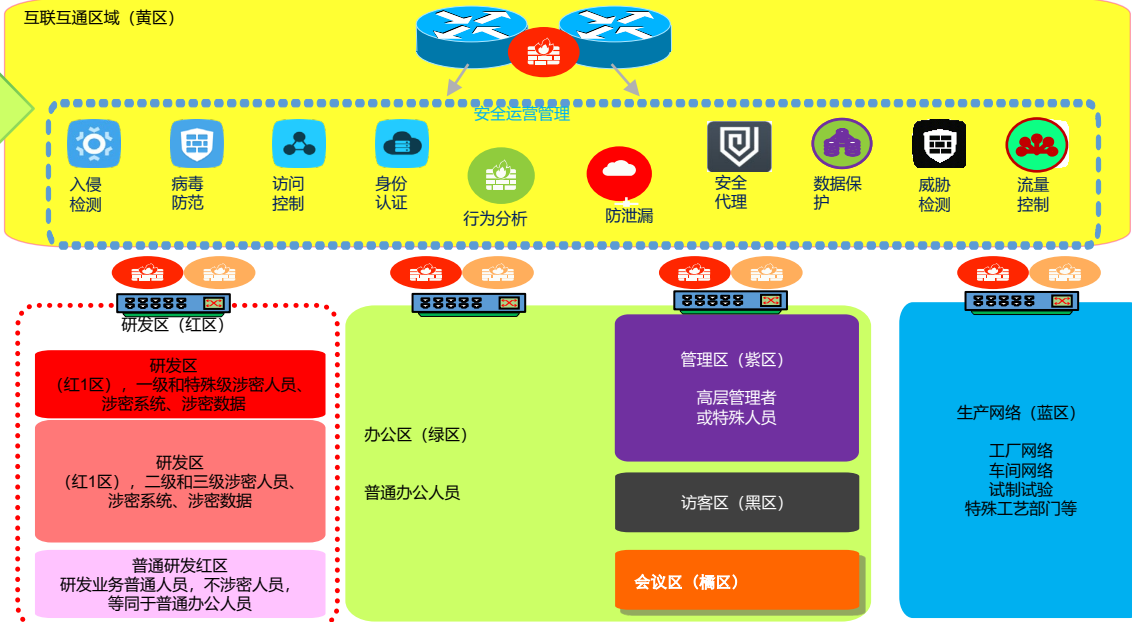 互联互通区域（黄区）
安全运营管理
入侵
检测
病毒
防范
访问
控制
身份
认证
行为分析
防泄漏
安全
代理
数据保
护
威胁
检测
流量
控制
研发区（红区）
研发区
（红1区），一级和特殊级涉密人员、
涉密系统、涉密数据
研发区
（红1区），二级和三级涉密人员、
涉密系统、涉密数据
普通研发红区
研发业务普通人员，不涉密人员，
等同于普通办公人员
办公区（绿区）
普通办公人员
管理区（紫区）
高层管理者
或特殊人员
访客区（黑区）
会议区（橘区）
生产网络（蓝区）
工厂网络
车间网络
试制试验
特殊工艺部门等